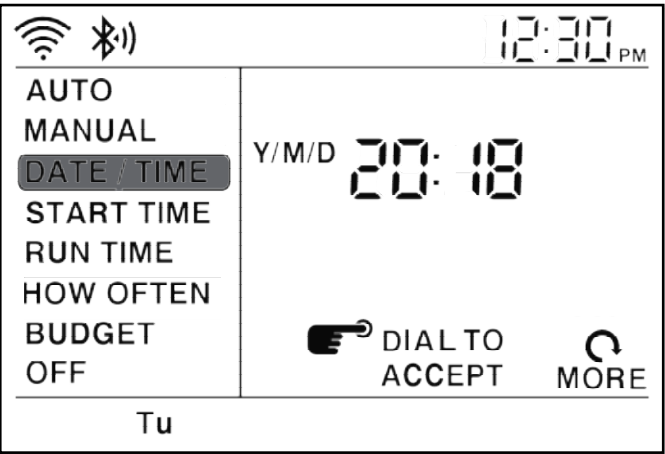 12:30 PM
AUTO
MANUAL
DATE / TIME
START TIME
RUN TIME
HOW OFTEN
BUDGET
OFF
Y/M/D 20:18
DIAL TO
ACCEPT
MORE
Tu